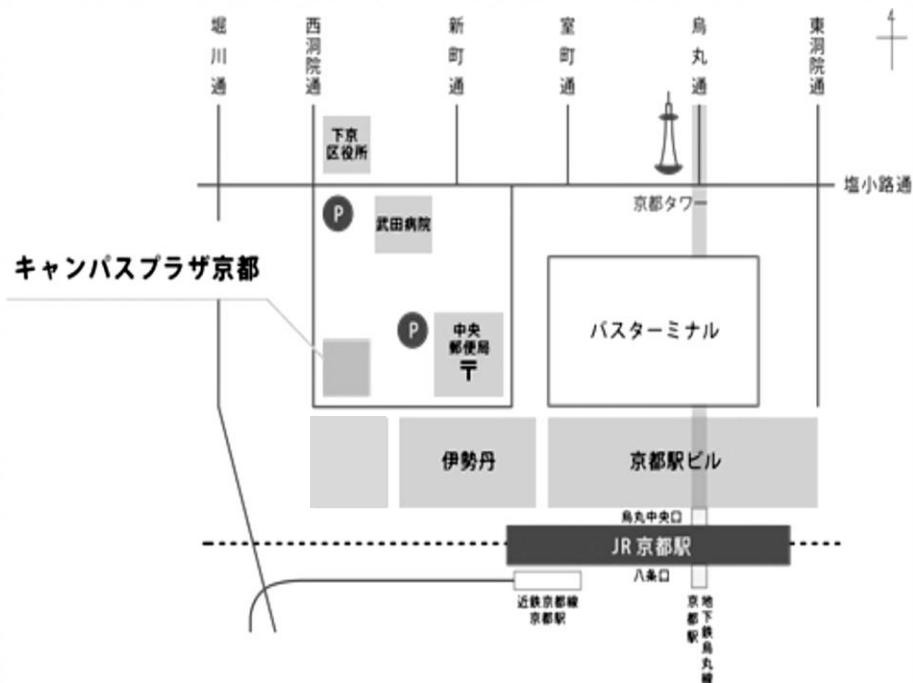 堀川通
西洞院通
新町通
室町通
烏丸通
東洞院通
4
下京
区役所
塩小路通
P
武田病院
京都タワー
キャンパスプラザ京都
P
中央
郵便局
〒
バスターミナル
伊勢丹
京都駅ビル
烏丸中央口
JR 京都駅
八条口
近鉄京都線
京都駅
地下鉄烏丸線
京都駅